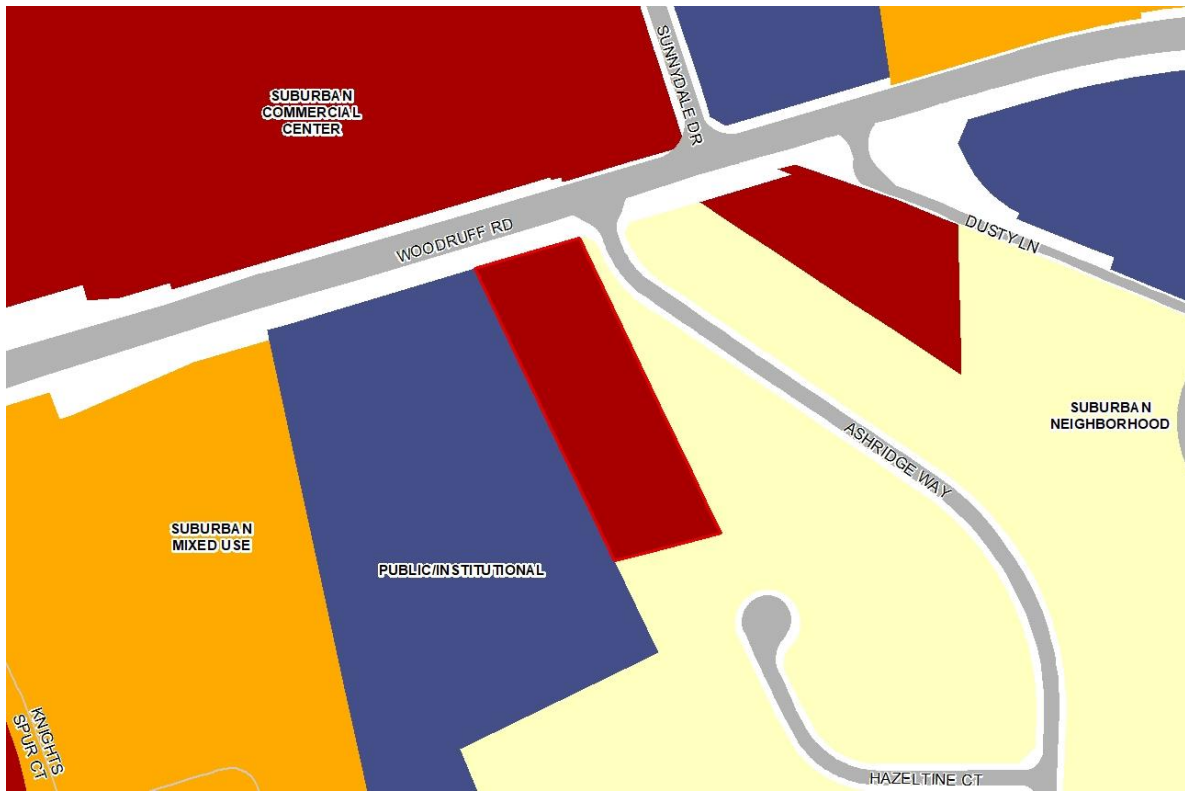 SUNNYDALE DR
SUBURBAN
COMMERCIAL
CENTER
WOODRUFF RD
DUSTY LN
SUBURBAN
NEIGHBORHOOD
ASHRIDGE WAY
SUBURBAN
MIXED USE
PUBLIC/INSTITUTIONAL
KNIGHTS
SPUR CT
HAZELTINE CT